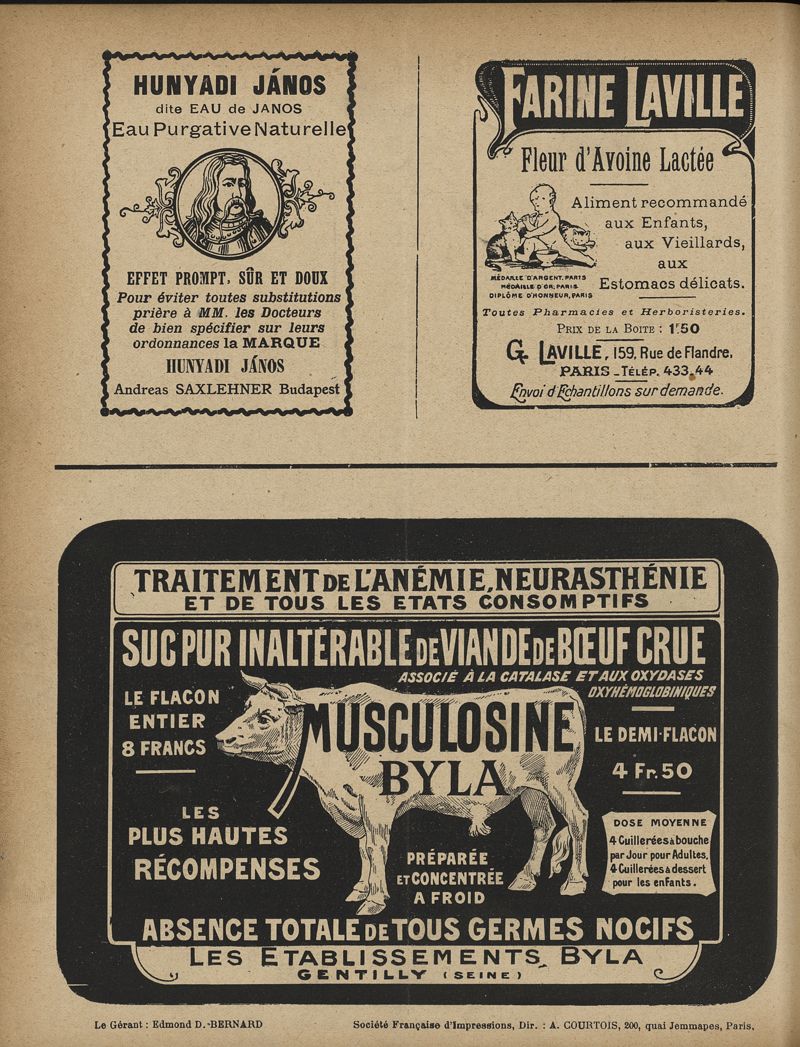 HUNYADI JÁNOS
dite EAU de JANOS
Eau Purgative Naturelle
EFFET PROMPT, SÛR ET DOUX
Pour éviter toutes substitutions
prière à MM. les Docteurs
de bien spécifier sur leurs
ordonnances la MARQUE
HUNYADI JÁNOS
Andreas SAXLEHNER Budapest
FARINE LAVILLE
Fleur d'Avoine Lactée
Aliment recommandé
aux Enfants,
aux Vieillards,
aux
Estomacs délicats.
MÉDAILLE D'ARGENT, PARIS
MÉDAILLE D'OR, PARIS
DIPLÔME D'HONNEUR, PARIS
Toutes Pharmacies et Herboristeries.
PRIX DE LA BOITE : 1f50
G. LAVILLE, 159, Rue de Flandre,
PARIS _ TÉLÉP. 433.44
Envoi d'Echantillons sur demande.
TRAITEMENT DE L'ANÉMIE, NEURASTHÉNIE
ET DE TOUS LES ETATS CONSOMPTIFS
SUC PUR INALTÉRABLE DE VIANDE DE BŒUF CRUE
ASSOCIÉ À LA CATALASE ET AUX OXYDASES
OXYHÉMOGLOBINIQUES
LE FLACON
ENTIER
8 FRANCS
MUSCULOSINE
BYLA
LE DEMI-FLACON
4 Fr. 50
LES
PLUS HAUTES
RÉCOMPENSES
PRÉPARÉE
ET CONCENTRÉE
A FROID
DOSE MOYENNE
4 Cuillerées à bouche
par Jour pour Adultes,
4 Cuillerées à dessert
pour les enfants.
ABSENCE TOTALE DE TOUS GERMES NOCIFS
LES ETABLISSEMENTS BYLA
GENTILLY (SEINE)
Le Gérant : Edmond D.-BERNARD
Société Française d'Impressions, Dir. : A. COURTOIS, 200, quai Jemmapes, Paris.